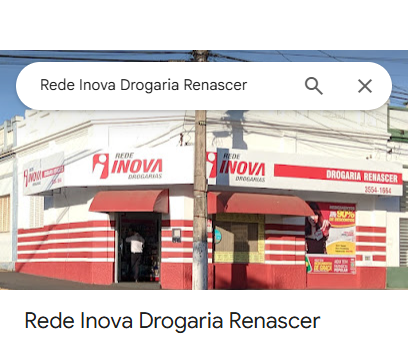 Rede Inova Drogaria Renascer
REDE
INOVA
DROGARIAS
REDE
INOVA
DROGARIAS
REDE
INOVA
DROGARIAS
DROGARIA RENASCER
3554-1664
Rede Inova Drogaria Renascer